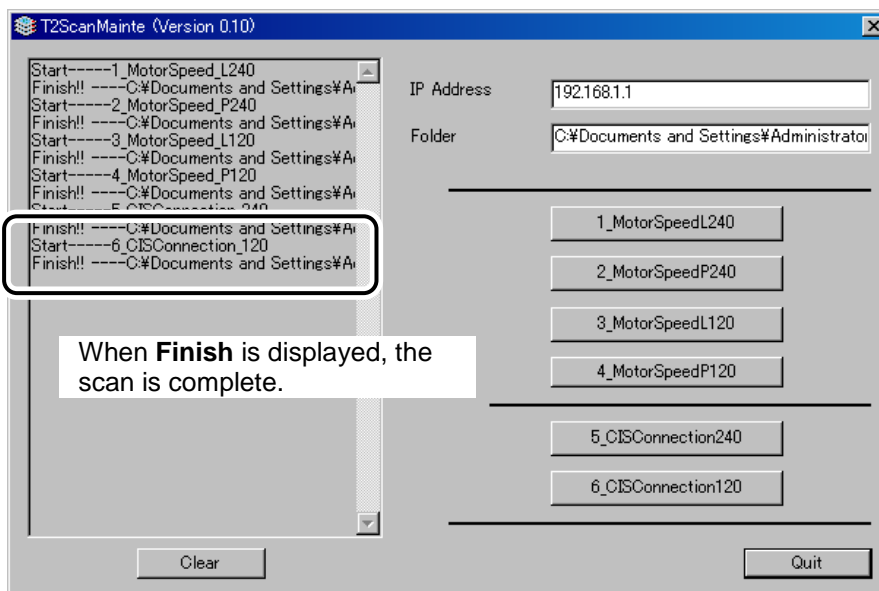 T2ScanMainte (Version 0.10)
Start-----1_MotorSpeed_L240
Finish!! ----C:¥Documents and Settings¥A
Start-----2_MotorSpeed_P240
Finish!! ----C:¥Documents and Settings¥A
Start-----3_MotorSpeed_L120
Finish!! ----C:¥Documents and Settings¥A
Start-----4_MotorSpeed_P120
Finish!! ----C:¥Documents and Settings¥A
Start-----5_CISConnection_240
Finish!! ----C:¥Documents and Settings¥A
Start-----6_CISConnection_120
Finish!! ----C:¥Documents and Settings¥A
When Finish is displayed, the
scan is complete.
Clear
IP Address 192.168.1.1
Folder C:¥Documents and Settings¥Administrator
1_MotorSpeedL240
2_MotorSpeedP240
3_MotorSpeedL120
4_MotorSpeedP120
5_CISConnection240
6_CISConnection120
Quit